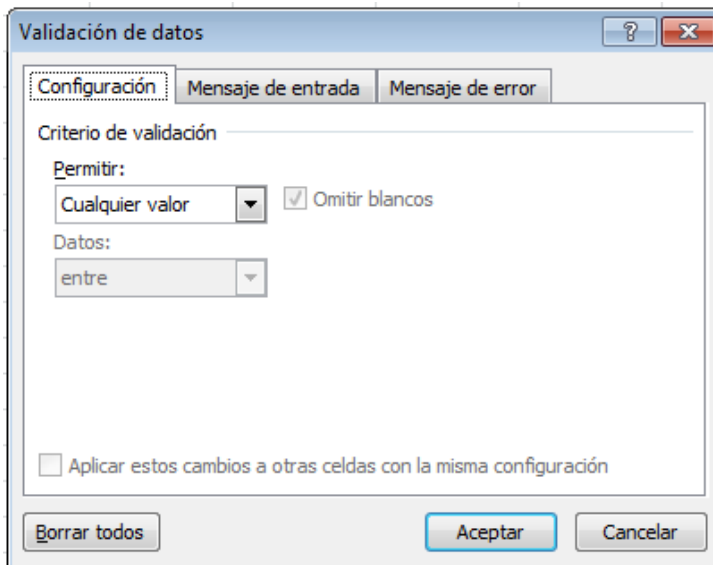 Validación de datos
Configuración Mensaje de entrada Mensaje de error
Criterio de validación
Permitir:
Cualquier valor Omitir blancos
Datos:
entre
Aplicar estos cambios a otras celdas con la misma configuración
Borrar todos Aceptar Cancelar